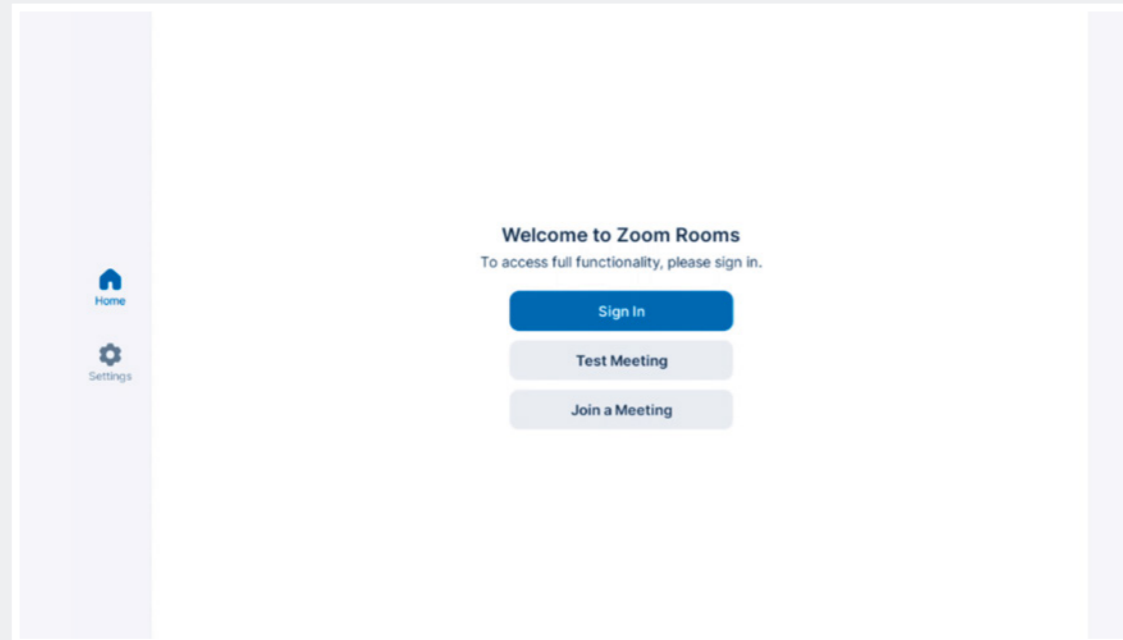 Home
Settings
Welcome to Zoom Rooms
To access full functionality, please sign in.
Sign In
Test Meeting
Join a Meeting